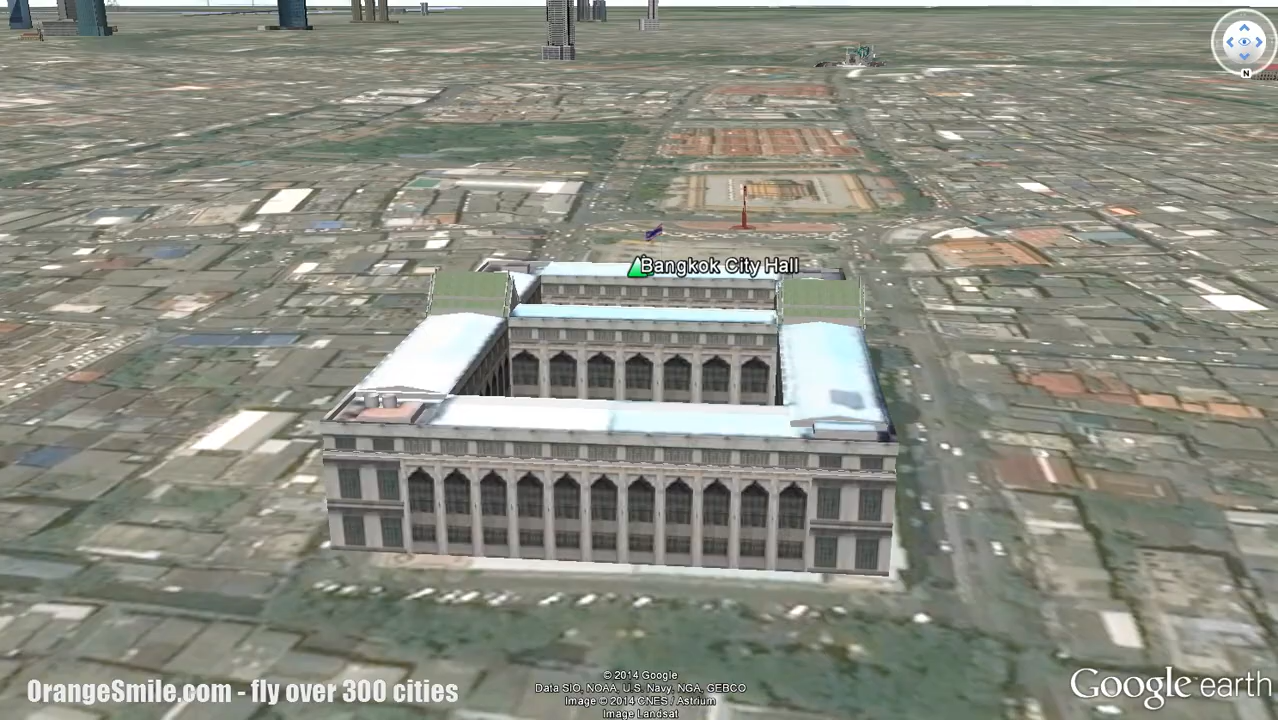 N
Bangkok City Hall
© 2014 Google
Data SIO, NOAA, U.S. Navy, NGA, GEBCO
Image © 2014 CNES / Astrium
Image Landsat
OrangeSmile.com - fly over 300 cities
Google earth